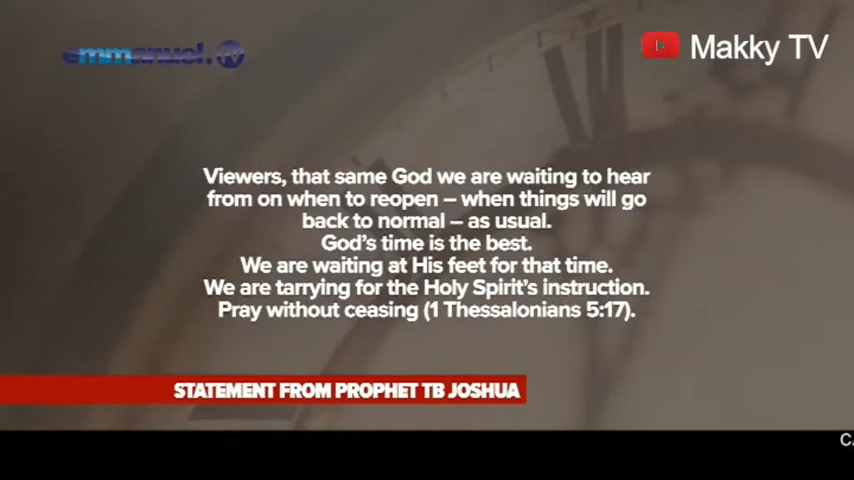 emmanuel.TV
Makky TV
Viewers, that same God we are waiting to hear
from on when to reopen – when things will go
back to normal – as usual.
God's time is the best.
We are waiting at His feet for that time.
We are tarrying for the Holy Spirit's instruction.
Pray without ceasing (1 Thessalonians 5:17).
STATEMENT FROM PROPHET TB JOSHUA